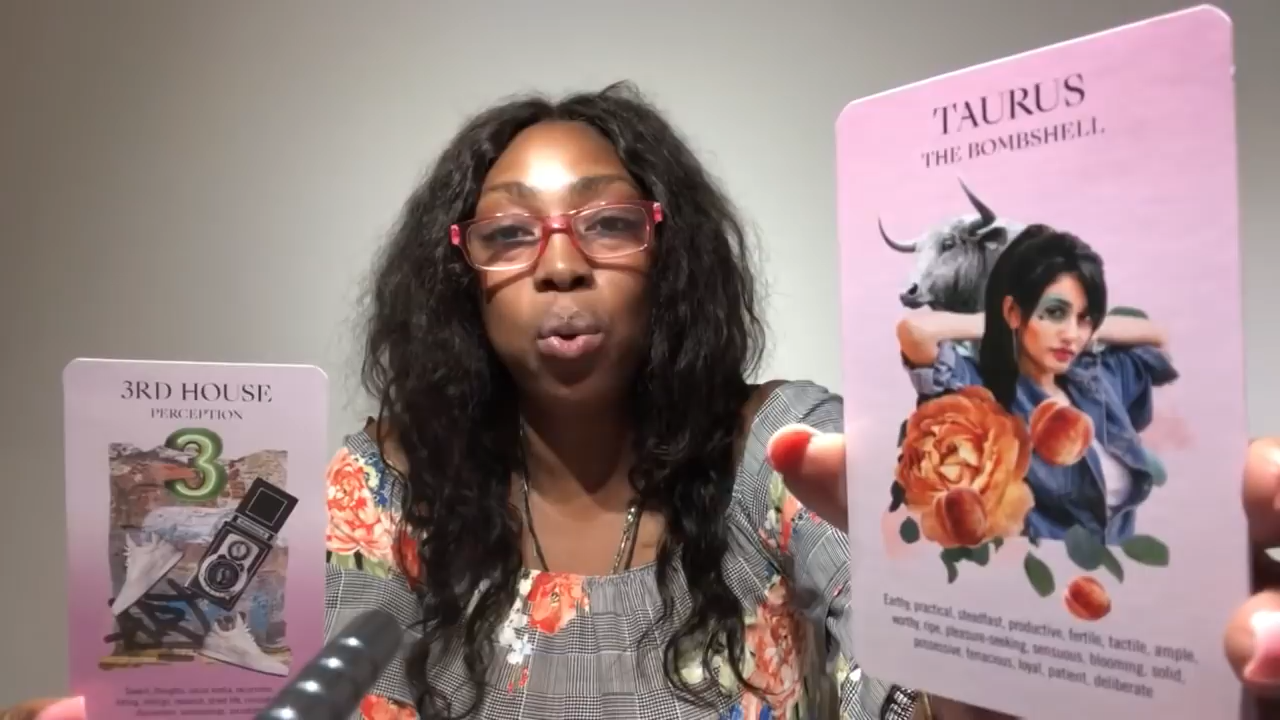 3RD HOUSE
PERCEPTION
3
TAURUS
THE BOMBSHELL
Earthy, practical, steadfast, productive, fertile, tactile, ample,
worthy, ripe, pleasure-seeking, sensuous, blooming, solid,
possessive, ferocious, loyal, patient, deliberate